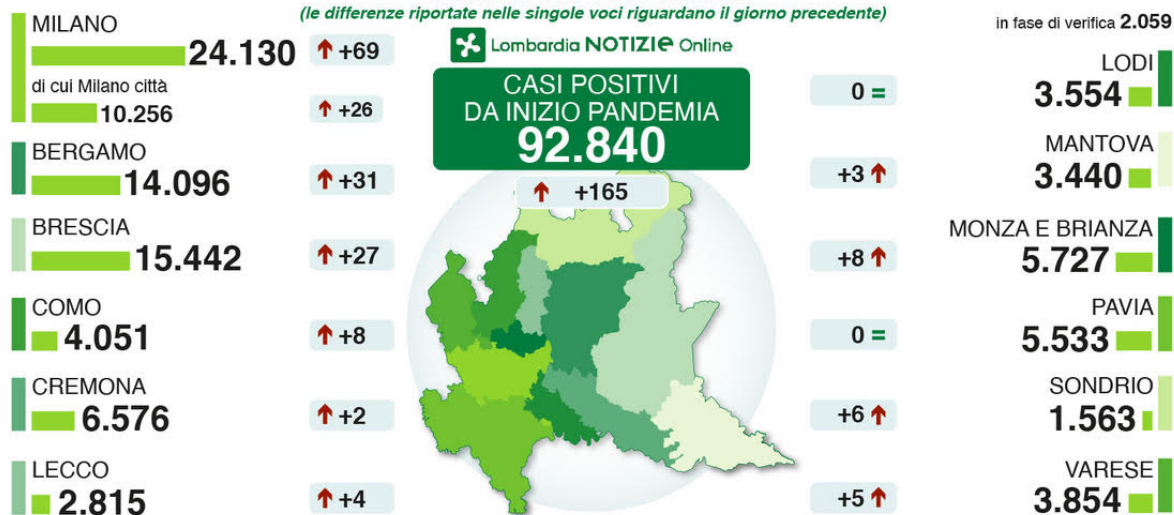 (le differenze riportate nelle singole voci riguardano il giorno precedente)
in fase di verifica 2.059
Lombardia NOTIZIE Online
CASI POSITIVI
DA INIZIO PANDEMIA
92.840
+165
MILANO
24.130 +69
di cui Milano città
10.256 +26
BERGAMO
14.096 +31
BRESCIA
15.442 +27
COMO
4.051 +8
CREMONA
6.576 +2
LECCO
2.815 +4
LODI
0 = 3.554
MANTOVA
+3 3.440
MONZA E BRIANZA
+8 5.727
PAVIA
0 = 5.533
SONDRIO
+6 1.563
VARESE
+5 3.854